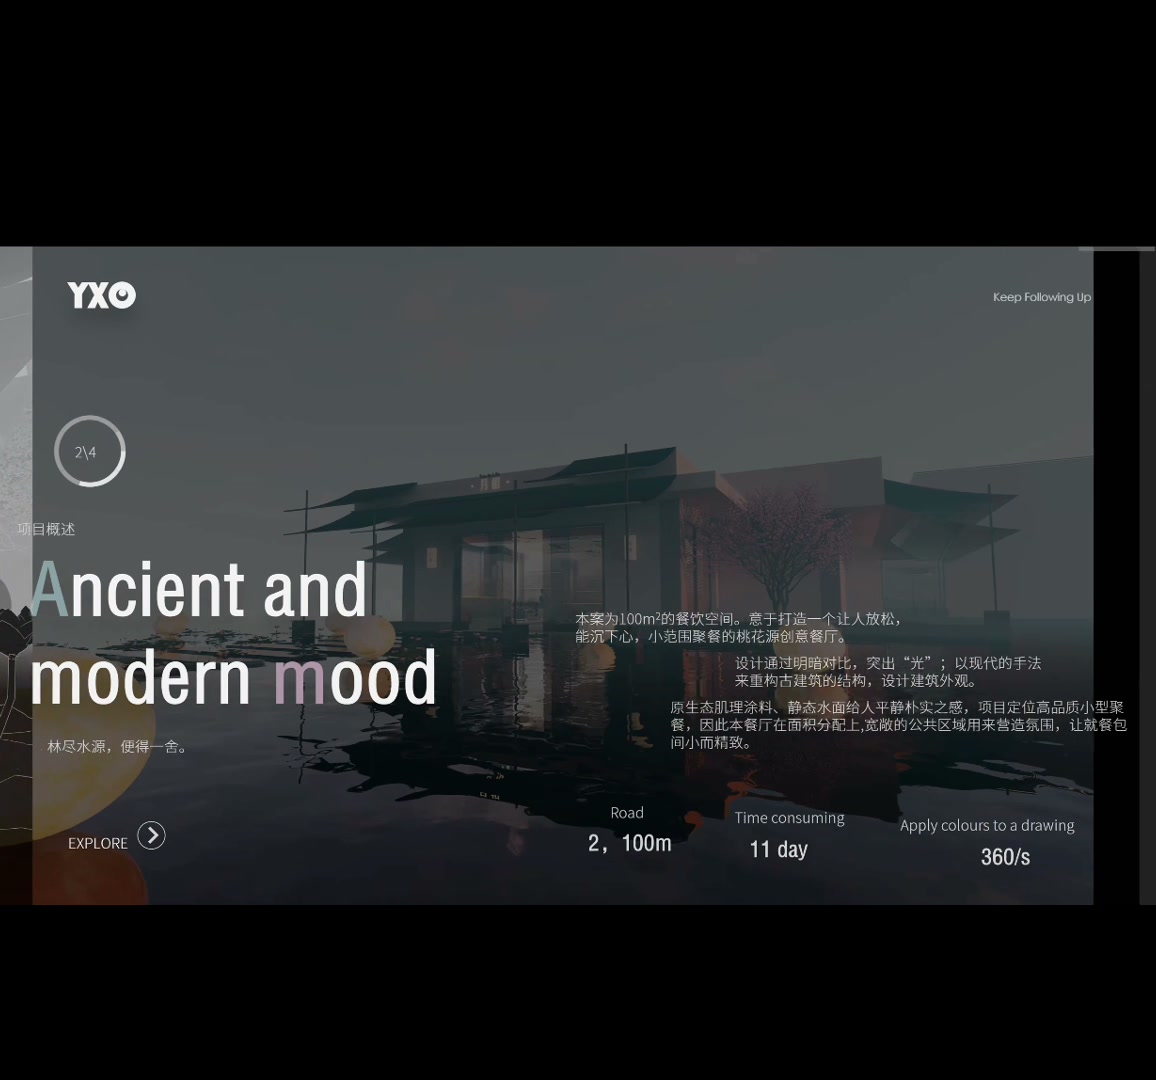 YXO
Keep Following Up
2\4
项目概述
Ancient and
modern mood
林尽水源，便得一舍。
EXPLORE
本案为100m²的餐饮空间。意于打造一个让人放松，
能沉下心，小范围聚餐的桃花源创意餐厅。
设计通过明暗对比，突出“光”；以现代的手法
来重构古建筑的结构，设计建筑外观。
原生态肌理涂料、静态水面给人平静朴实之感，项目定位高品质小型聚
餐，因此本餐厅在面积分配上,宽敞的公共区域用来营造氛围，让就餐包
间小而精致。
Road
2，100m
Time consuming
11 day
Apply colours to a drawing
360/s